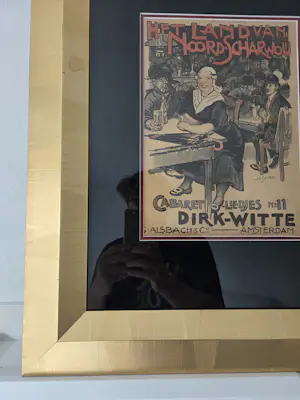 HET LAND VAN
NOORD SCHARWOU
CABARET-LIEDJES No 11
DIRK-WITTE
ALSBACH & Co AMSTERDAM